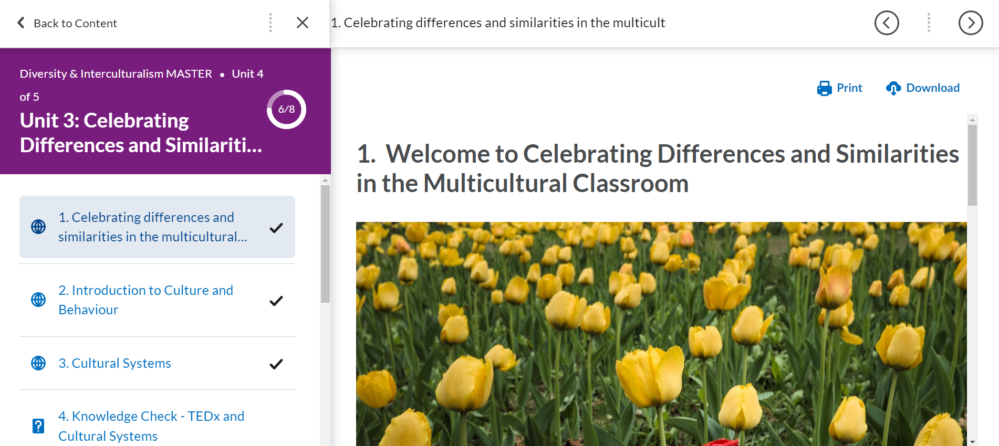 Back to Content
1. Celebrating differences and similarities in the multicult
Diversity & Interculturalism MASTER • Unit 4
of 5
6/8
Unit 3: Celebrating
Differences and Similariti...
1. Celebrating differences and
similarities in the multicultural...
2. Introduction to Culture and
Behaviour
3. Cultural Systems
4. Knowledge Check - TEDx and
Cultural Systems
Print
Download
1. Welcome to Celebrating Differences and Similarities
in the Multicultural Classroom